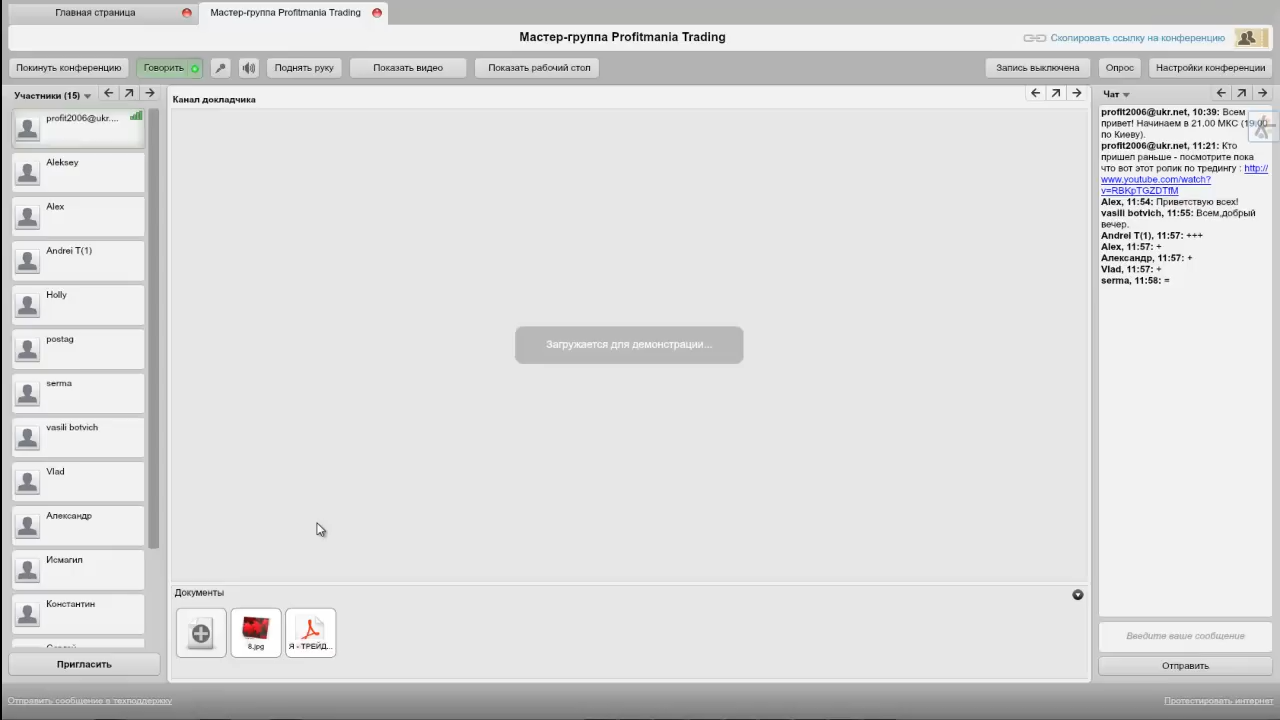 Главная страница
Мастер-группа Profitmania Trading
Мастер-группа Profitmania Trading
Скопировать ссылку на конференцию
Покинуть конференцию
Говорить
Поднять руку
Показать видео
Показать рабочий стол
Запись выключена
Опрос
Настройки конференции
Участники (15)
profit2006@ukr....
Aleksey
Alex
Andrei T(1)
Holly
postag
serma
vasili botvich
Vlad
Александр
Исмагил
Константин
Пригласить
Канал докладчика
Загружается для демонстрации...
Документы
8.jpg
Я - ТРЕЙД...
Чат
profit2006@ukr.net, 10:39: Всем
привет! Начинаем в 21.00 МКС (19.00
по Киеву).
profit2006@ukr.net, 11:21: Кто
пришел раньше - посмотрите пока
что вот этот ролик по тредингу : http://
www.youtube.com/watch?
v=RBKpTGZDTfM
Alex, 11:54: Приветствую всех!
vasili botvich, 11:55: Всем,добрый
вечер.
Andrei T(1), 11:57: +++
Alex, 11:57: +
Александр, 11:57: +
Vlad, 11:57: +
serma, 11:58: =
Введите ваше сообщение
Отправить
Отправить сообщение в техподдержку
Протестировать интернет